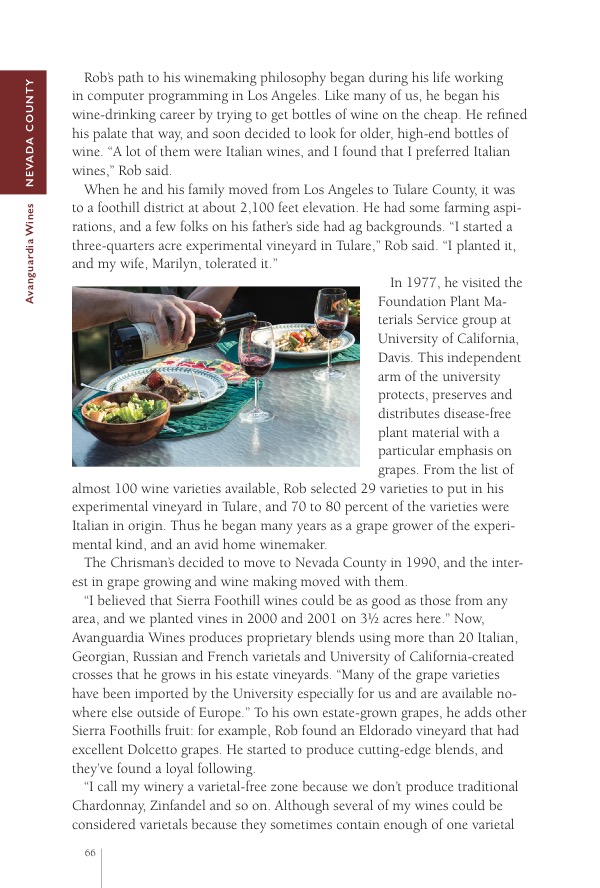 NEVADA COUNTY
Avanguardia Wines
Rob’s path to his winemaking philosophy began during his life working
in computer programming in Los Angeles. Like many of us, he began his
wine-drinking career by trying to get bottles of wine on the cheap. He refined
his palate that way, and soon decided to look for older, high-end bottles of
wine. “A lot of them were Italian wines, and I found that I preferred Italian
wines,” Rob said.
When he and his family moved from Los Angeles to Tulare County, it was
to a foothill district at about 2,100 feet elevation. He had some farming aspi-
rations, and a few folks on his father’s side had ag backgrounds. “I started a
three-quarters acre experimental vineyard in Tulare,” Rob said. “I planted it,
and my wife, Marilyn, tolerated it.”
In 1977, he visited the
Foundation Plant Ma-
terials Service group at
University of California,
Davis. This independent
arm of the university
protects, preserves and
distributes disease-free
plant material with a
particular emphasis on
grapes. From the list of
almost 100 wine varieties available, Rob selected 29 varieties to put in his
experimental vineyard in Tulare, and 70 to 80 percent of the varieties were
Italian in origin. Thus he began many years as a grape grower of the experi-
mental kind, and an avid home winemaker.
The Chrisman’s decided to move to Nevada County in 1990, and the inter-
est in grape growing and wine making moved with them.
“I believed that Sierra Foothill wines could be as good as those from any
area, and we planted vines in 2000 and 2001 on 3½ acres here.” Now,
Avanguardia Wines produces proprietary blends using more than 20 Italian,
Georgian, Russian and French varietals and University of California-created
crosses that he grows in his estate vineyards. “Many of the grape varieties
have been imported by the University especially for us and are available no-
where else outside of Europe.” To his own estate-grown grapes, he adds other
Sierra Foothills fruit: for example, Rob found an Eldorado vineyard that had
excellent Dolcetto grapes. He started to produce cutting-edge blends, and
they’ve found a loyal following.
“I call my winery a varietal-free zone because we don’t produce traditional
Chardonnay, Zinfandel and so on. Although several of my wines could be
considered varietals because they sometimes contain enough of one varietal
66